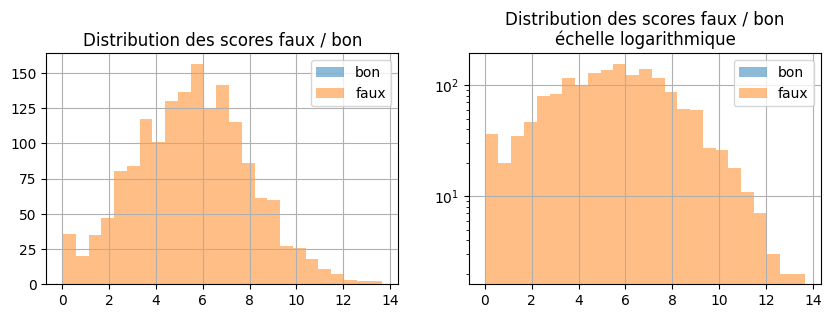 Distribution des scores faux / bon
bon
faux
150
125
100
75
50
25
0
0 2 4 6 8 10 12 14
Distribution des scores faux / bon
échelle logarithmique
bon
faux
10²
10¹
0 2 4 6 8 10 12 14